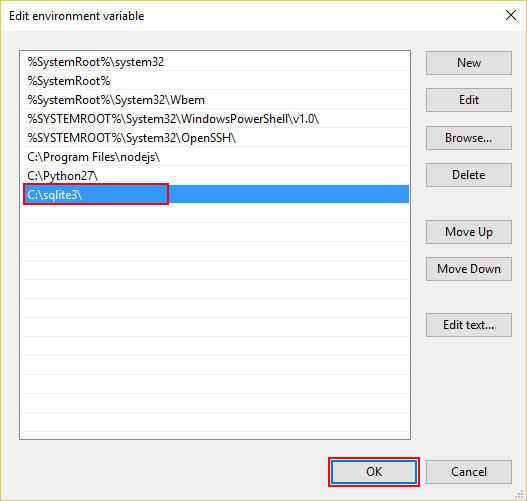 Edit environment variable
%SystemRoot%\system32
%SystemRoot%
%SystemRoot%\System32\Wbem
%SYSTEMROOT%\System32\WindowsPowerShell\v1.0\
%SYSTEMROOT%\System32\OpenSSH\
C:\Program Files\nodejs\
C:\Python27\
C:\sqlite3\
New
Edit
Browse...
Delete
Move Up
Move Down
Edit text...
OK
Cancel